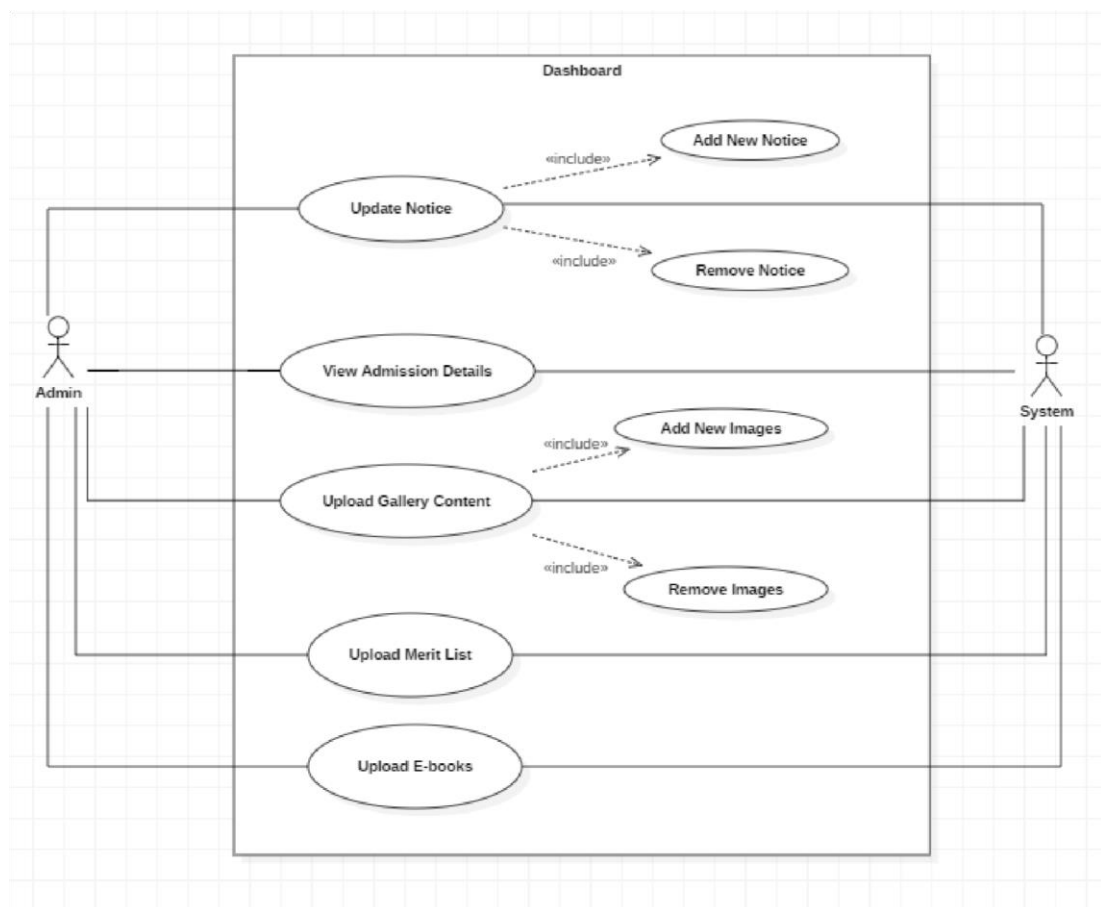 Dashboard
Add New Notice
«include»
Update Notice
«include»
Remove Notice
View Admission Details
Admin
System
Add New Images
«include»
Upload Gallery Content
«include»
Remove Images
Upload Merit List
Upload E-books